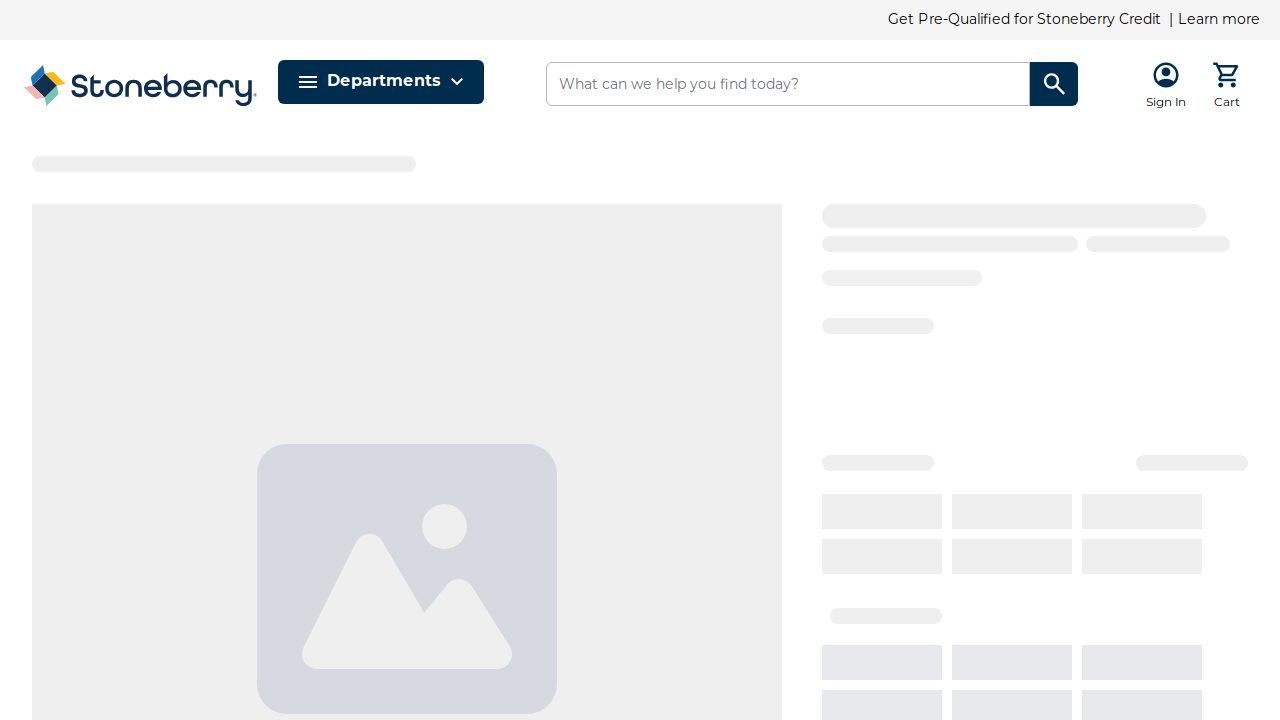 Get Pre-Qualified for Stoneberry Credit | Learn more
Stoneberry
Departments
What can we help you find today?
Sign In
Cart